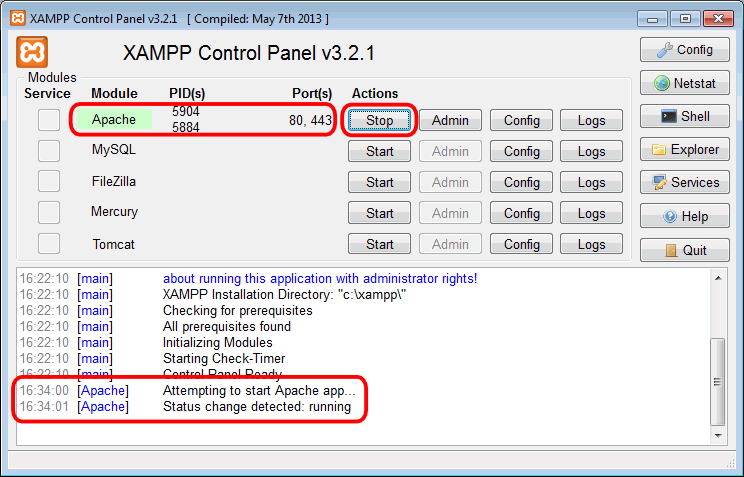 XAMPP Control Panel v3.2.1 [ Compiled: May 7th 2013 ]
XAMPP Control Panel v3.2.1
Config
Modules
Service Module PID(s) Port(s) Actions
Netstat
Apache 5904 5884 80, 443 Stop Admin Config Logs
Shell
MySQL Start Admin Config Logs
Explorer
FileZilla Start Admin Config Logs
Services
Mercury Start Admin Config Logs
Help
Tomcat Start Admin Config Logs
Quit
16:22:10 [main] about running this application with administrator rights!
16:22:10 [main] XAMPP Installation Directory: "c:\xampp\"
16:22:10 [main] Checking for prerequisites
16:22:10 [main] All prerequisites found
16:22:10 [main] Initializing Modules
16:22:10 [main] Starting Check-Timer
16:22:10 [main] Control Panel Ready
16:34:00 [Apache] Attempting to start Apache app...
16:34:01 [Apache] Status change detected: running